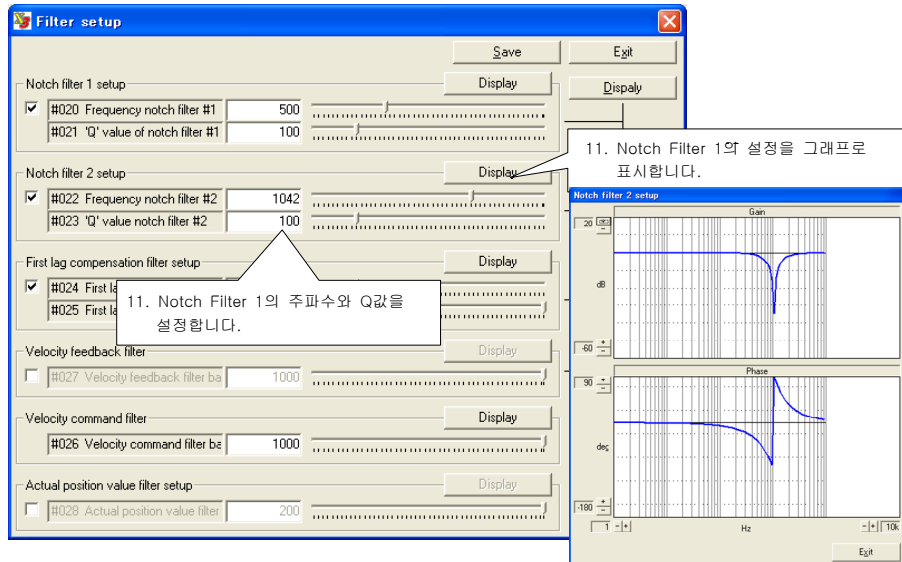 Filter setup
Save
Exit
Notch filter 1 setup
Display
Dispaly
#020 Frequency notch filter #1
500
#021 'Q' value of notch filter #1
100
11. Notch Filter 1의 설정을 그래프로
표시합니다.
Notch filter 2 setup
Display
#022 Frequency notch filter #2
1042
#023 'Q' value notch filter #2
100
First lag compensation filter setup
Display
#024 First la
#025 First la
11. Notch Filter 1의 주파수와 Q값을
설정합니다.
Velocity feedback filter
Display
#027 Velocity feedback filter ba
1000
Velocity command filter
Display
#026 Velocity command filter ba
1000
Actual position value filter setup
Display
#028 Actual position value filter
200
Notch filter 2 setup
Gain
20
dB
-60
Phase
90
deg
-180
1
Hz
10k
Exit